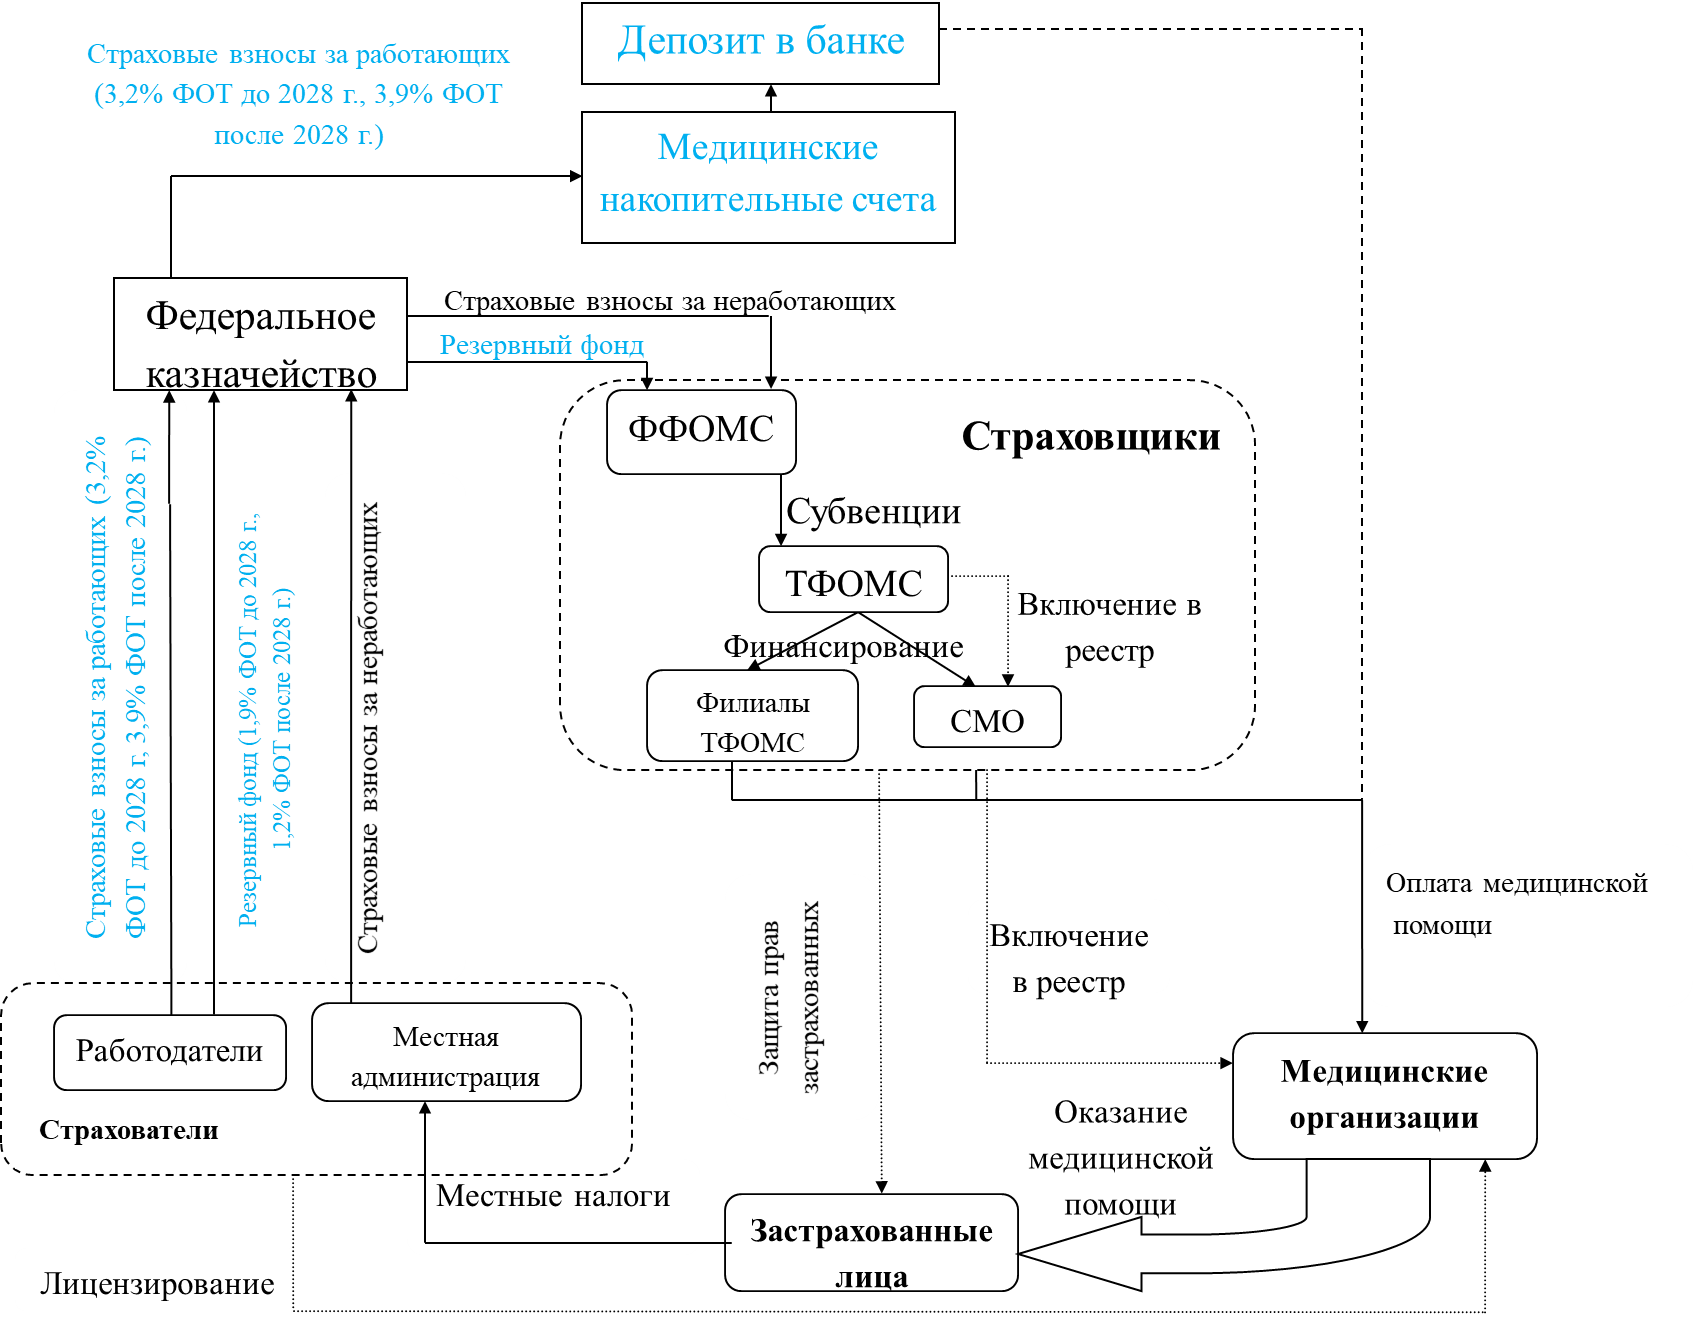 Депозит в банке
Страховые взносы за работающих
(3,2% ФОТ до 2028 г., 3,9% ФОТ
после 2028 г.)
Медицинские
накопительные счета
Федеральное
казначейство
Страховые взносы за неработающих
Резервный фонд
ФФОМС
Страховщики
Субвенции
ТФОМС
Включение в
реестр
Финансирование
Филиалы
ТФОМС
СМО
Страховые взносы за работающих (3,2%
ФОТ до 2028 г, 3,9% ФОТ после 2028 г.)
Резервный фонд (1,9% ФОТ до 2028 г.,
1,2% ФОТ после 2028 г.)
Страховые взносы за неработающих
Оплата медицинской
помощи
Защита прав
застрахованных
Включение
в реестр
Работодатели
Местная
администрация
Страхователи
Медицинские
организации
Оказание
медицинской
помощи
Местные налоги
Застрахованные
лица
Лицензирование